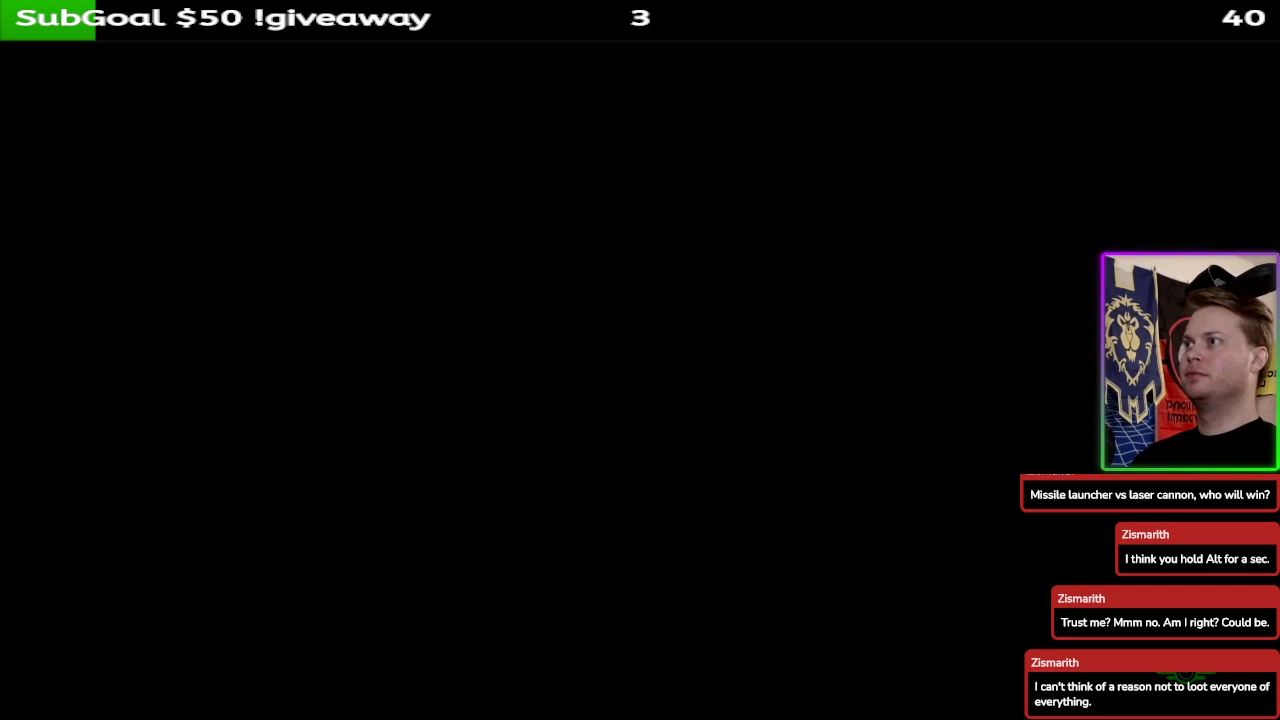 SubGoal $50 !giveaway 3 40
Missile launcher vs laser cannon, who will win?
Zismarith
I think you hold Alt for a sec.
Zismarith
Trust me? Mmm no. Am I right? Could be.
Zismarith
I can't think of a reason not to loot everyone of
everything.